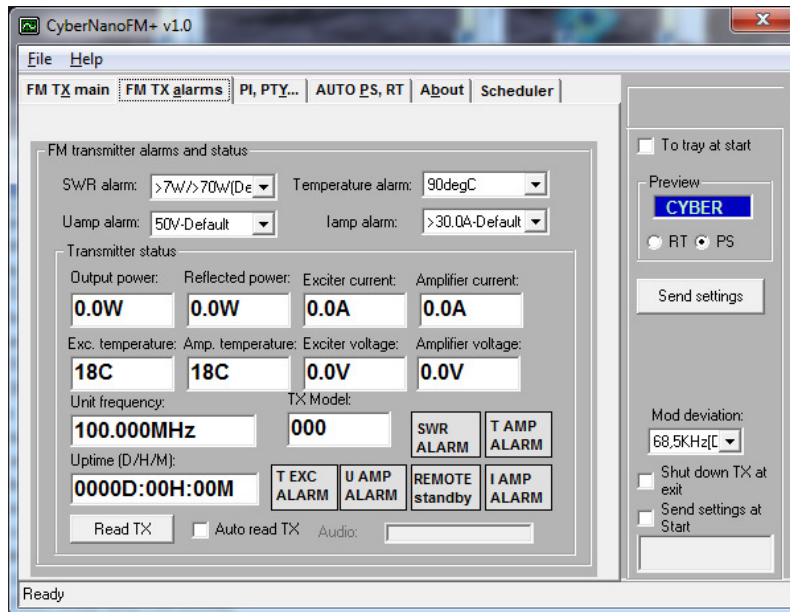 CyberNanoFM+ v1.0
File Help
FM TX main FM TX alarms PI, PTY... AUTO PS, RT About Scheduler
To tray at start
FM transmitter alarms and status
SWR alarm: >7W/>70W(De Temperature alarm: 90degC
Preview
CYBER
Uamp alarm: 50V-Default Iamp alarm: >30.0A-Default
RT PS
Transmitter status
Output power: Reflected power: Exciter current: Amplifier current:
0.0W 0.0W 0.0A 0.0A
Send settings
Exc. temperature: Amp. temperature: Exciter voltage: Amplifier voltage:
18C 18C 0.0V 0.0V
Unit frequency: TX Model:
100.000MHz 000
SWR ALARM
T AMP ALARM
Mod deviation:
68,5KHz[D
Uptime (D/H/M):
0000D:00H:00M
T EXC ALARM
U AMP ALARM
REMOTE standby
I AMP ALARM
Shut down TX at exit
Send settings at Start
Read TX Auto read TX Audio:
Ready